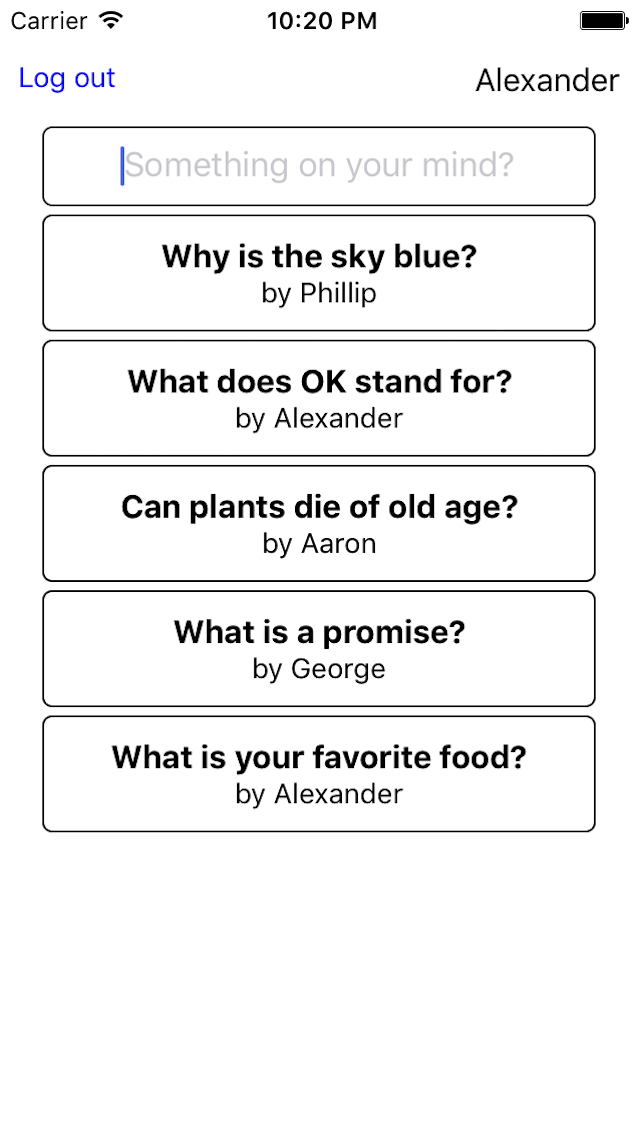 Carrier 10:20 PM
Log out Alexander
Something on your mind?
Why is the sky blue?
by Phillip
What does OK stand for?
by Alexander
Can plants die of old age?
by Aaron
What is a promise?
by George
What is your favorite food?
by Alexander